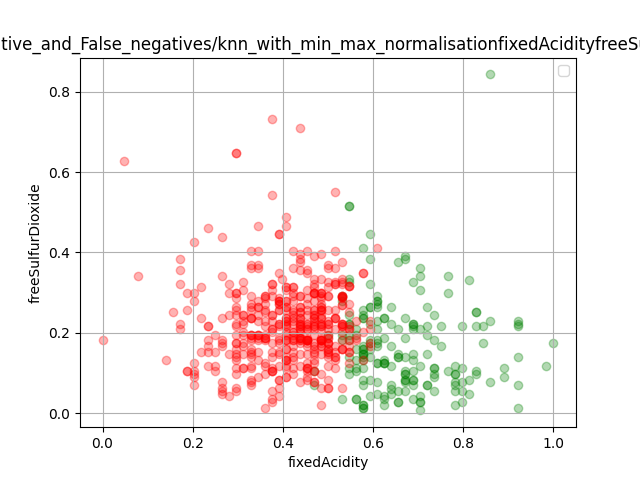 tive_and_False_negatives/knn_with_min_max_normalisationfixedAcidityfreeSu
freeSulfurDioxide
0.8
0.6
0.4
0.2
0.0
0.0 0.2 0.4 0.6 0.8 1.0
fixedAcidity